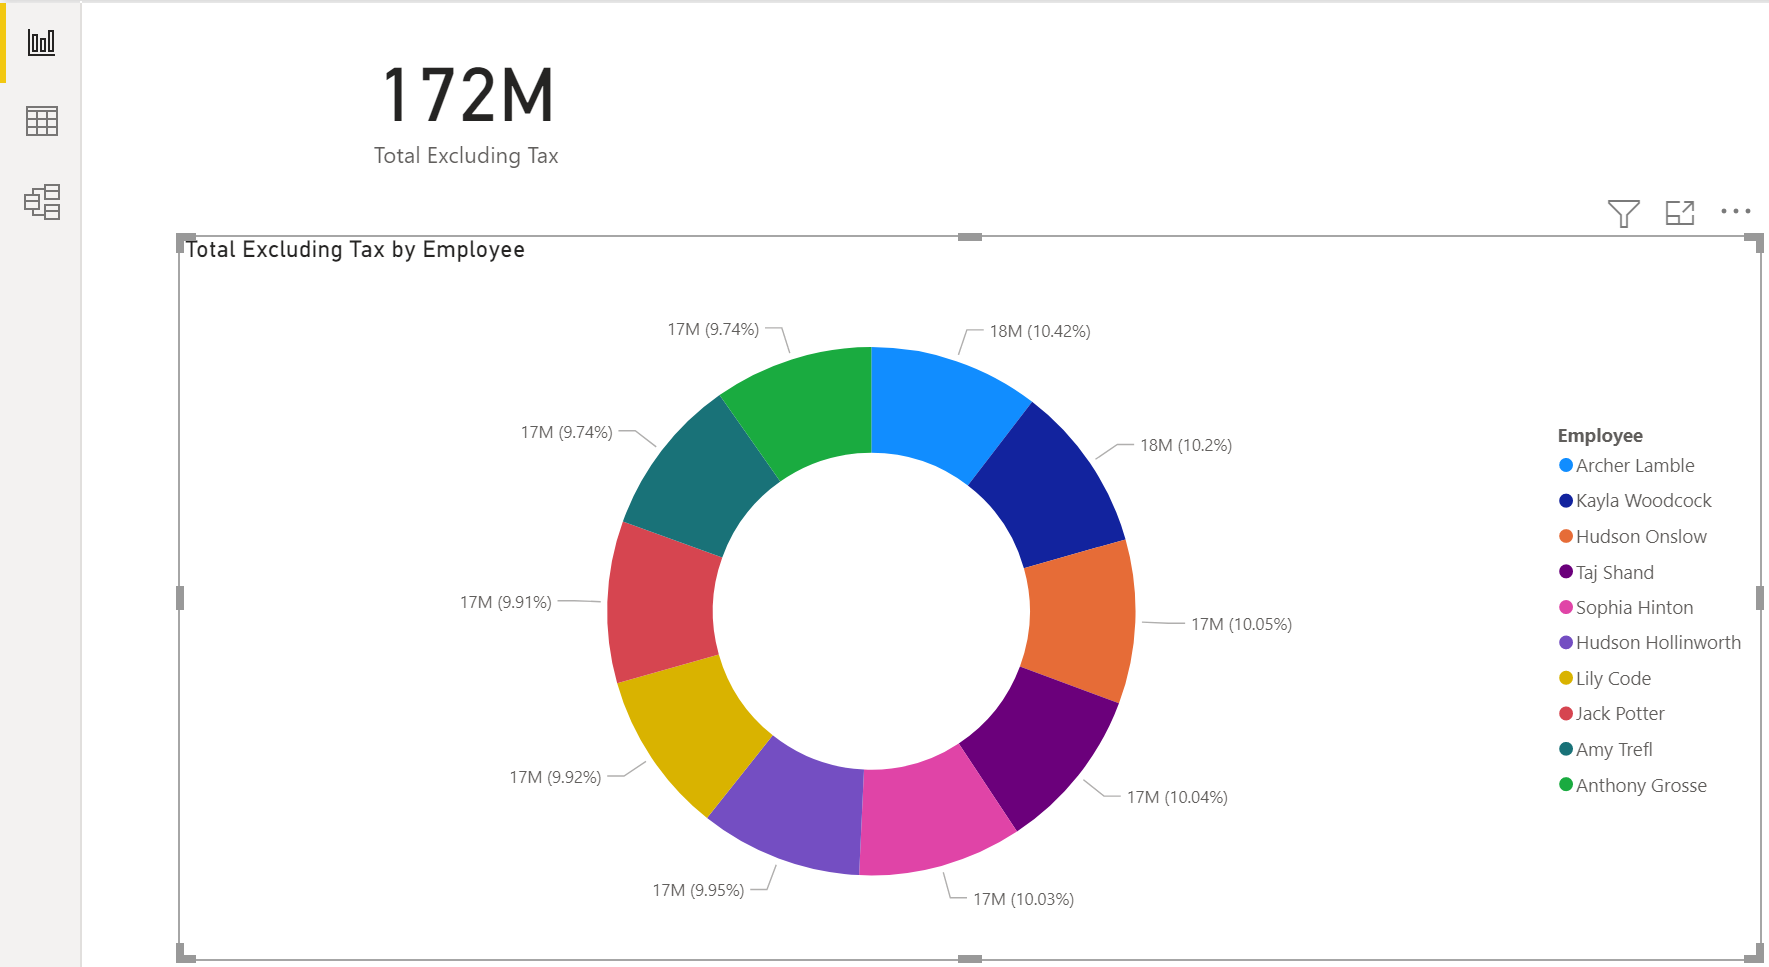 172M
Total Excluding Tax
Total Excluding Tax by Employee
17M (9.74%)
18M (10.42%)
17M (9.74%)
18M (10.2%)
17M (9.91%)
17M (10.05%)
17M (9.92%)
17M (10.04%)
17M (9.95%)
17M (10.03%)
Employee
Archer Lamble
Kayla Woodcock
Hudson Onslow
Taj Shand
Sophia Hinton
Hudson Hollinworth
Lily Code
Jack Potter
Amy Trefl
Anthony Grosse